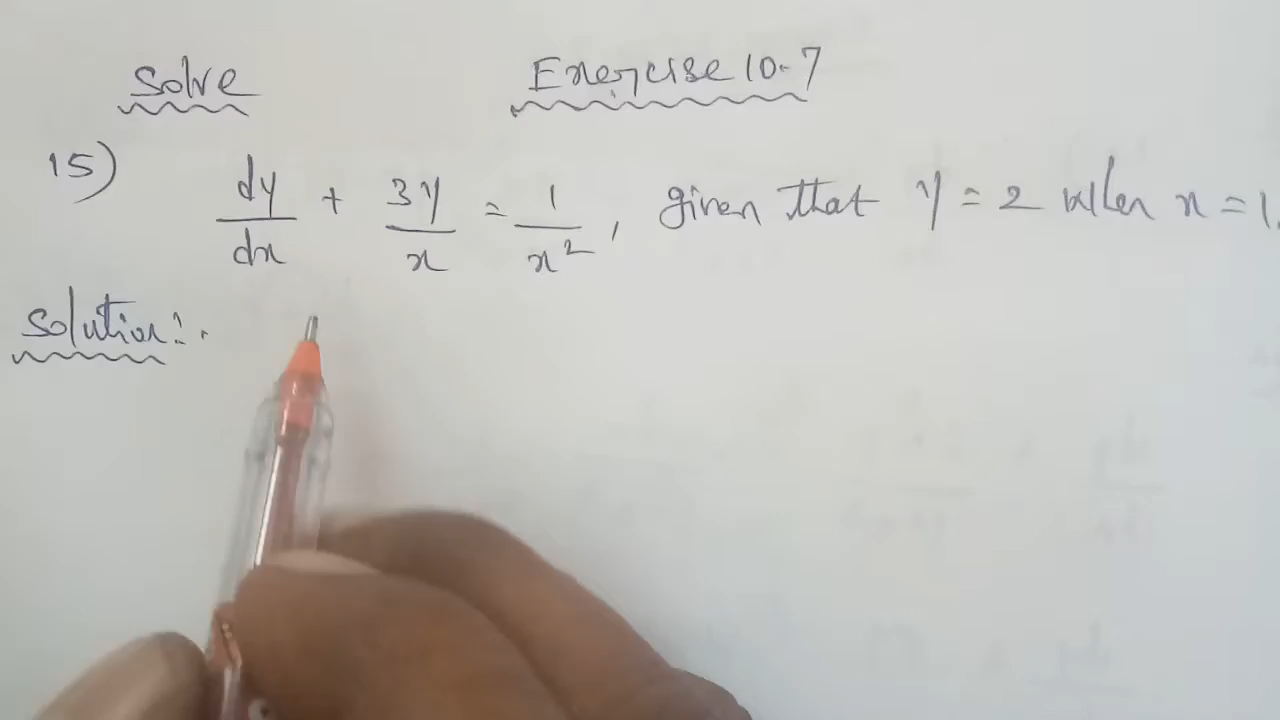 Solve Exercise 10.7
15) dy/dx + 3y/x = 1/x², given that y = 2 when x = 1.
Solution:.